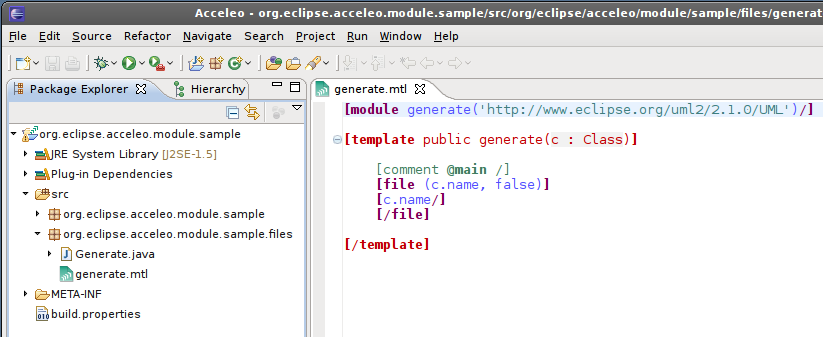 Acceleo - org.eclipse.acceleo.module.sample/src/org/eclipse/acceleo/module/sample/files/generate
File Edit Source Refactor Navigate Search Project Run Window Help
Package Explorer Hierarchy
org.eclipse.acceleo.module.sample
JRE System Library [J2SE-1.5]
Plug-in Dependencies
src
org.eclipse.acceleo.module.sample
org.eclipse.acceleo.module.sample.files
Generate.java
generate.mtl
META-INF
build.properties
generate.mtl
[module generate('http://www.eclipse.org/uml2/2.1.0/UML')/]
[template public generate(c : Class)]
[comment @main /]
[file (c.name, false)]
[c.name/]
[/file]
[/template]